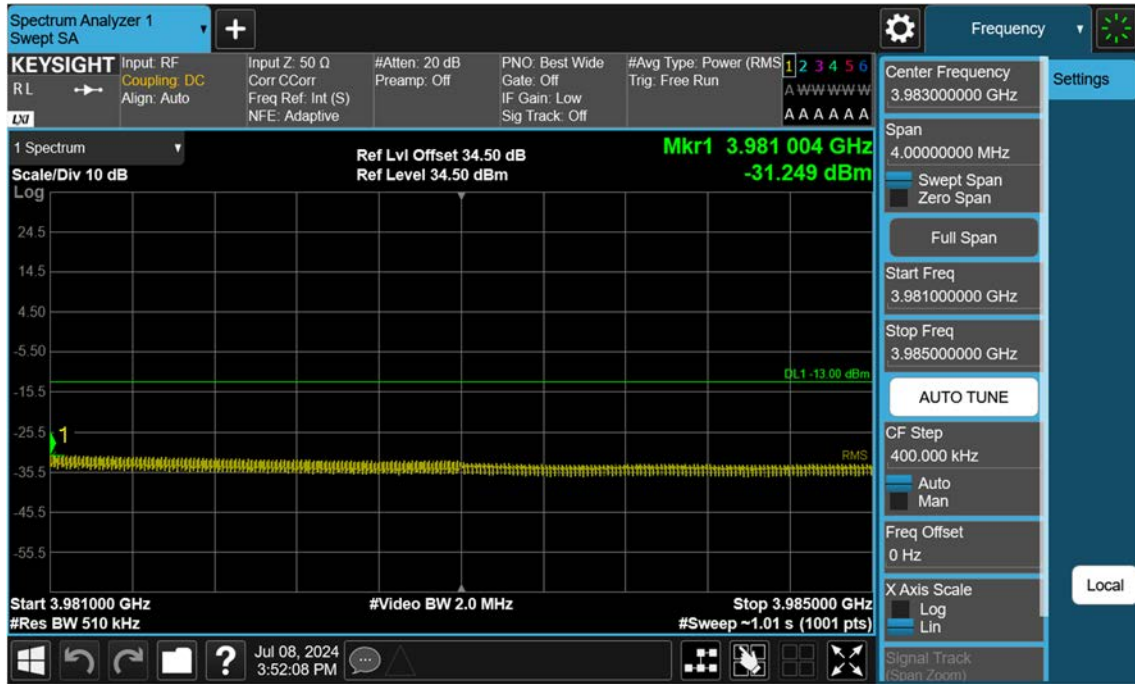 Spectrum Analyzer 1
Swept SA
+
Frequency
KEYSIGHT
R L
LXI
Input: RF
Coupling: DC
Align: Auto
Input Z: 50 Ω
Corr CCorr
Freq Ref: Int (S)
NFE: Adaptive
#Atten: 20 dB
Preamp: Off
PNO: Best Wide
Gate: Off
IF Gain: Low
Sig Track: Off
#Avg Type: Power (RMS
Trig: Free Run
1 2 3 4 5 6
A W W W W W
A A A A A A
1 Spectrum
Scale/Div 10 dB
Ref Lvl Offset 34.50 dB
Ref Level 34.50 dBm
Mkr1 3.981 004 GHz
-31.249 dBm
Log
24.5
14.5
4.50
-5.50
DL1 -13.00 dBm
-15.5
-25.5
1
RMS
-35.5
-45.5
-55.5
Start 3.981000 GHz
#Video BW 2.0 MHz
Stop 3.985000 GHz
#Res BW 510 kHz
#Sweep ~1.01 s (1001 pts)
Center Frequency
3.983000000 GHz
Settings
Span
4.00000000 MHz
Swept Span
Zero Span
Full Span
Start Freq
3.981000000 GHz
Stop Freq
3.985000000 GHz
AUTO TUNE
CF Step
400.000 kHz
Auto
Man
Freq Offset
0 Hz
X Axis Scale
Log
Lin
Local
Signal Track
(Span Zoom)
?
Jul 08, 2024
3:52:08 PM